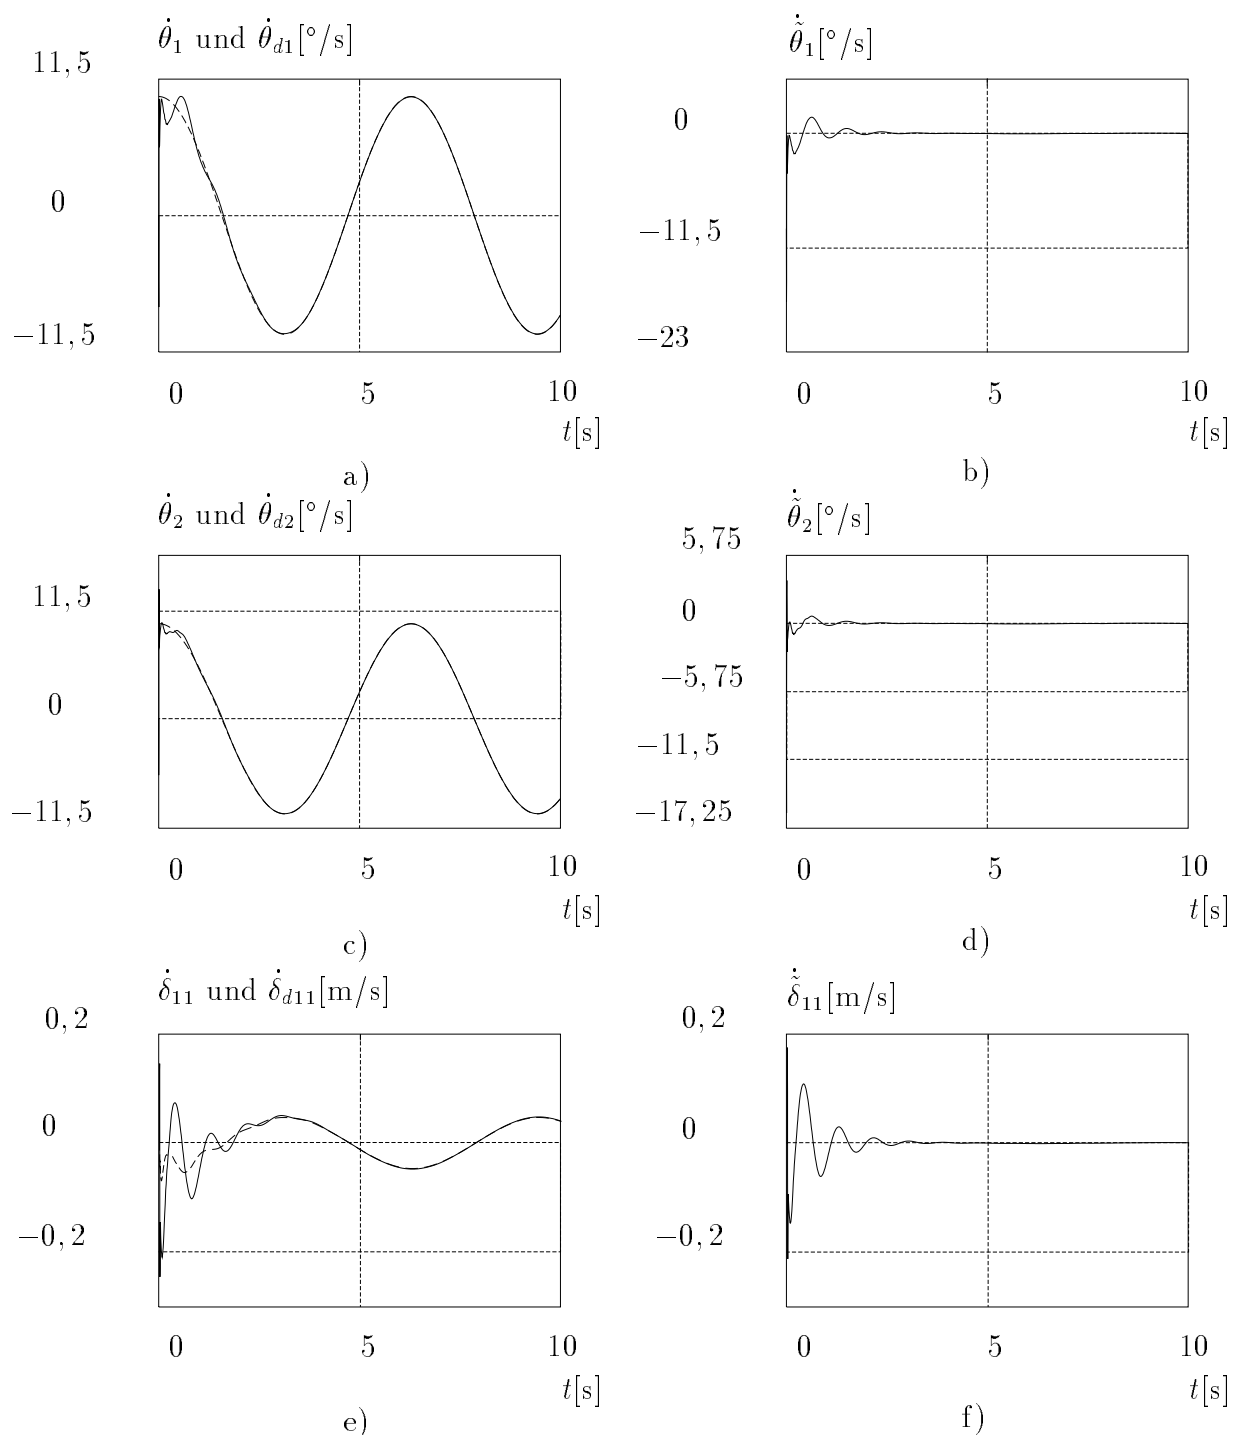 θ̇₁ und θ̇_d1[°/s]
11,5
0
−11,5
0
5
10
t[s]
a)
θ̃̇₁[°/s]
0
−11,5
−23
0
5
10
t[s]
b)
θ̇₂ und θ̇_d2[°/s]
11,5
0
−11,5
0
5
10
t[s]
c)
θ̃̇₂[°/s]
5,75
0
−5,75
−11,5
−17,25
0
5
10
t[s]
d)
δ̇₁₁ und δ̇_d11[m/s]
0,2
0
−0,2
0
5
10
t[s]
e)
δ̃̇₁₁[m/s]
0,2
0
−0,2
0
5
10
t[s]
f)